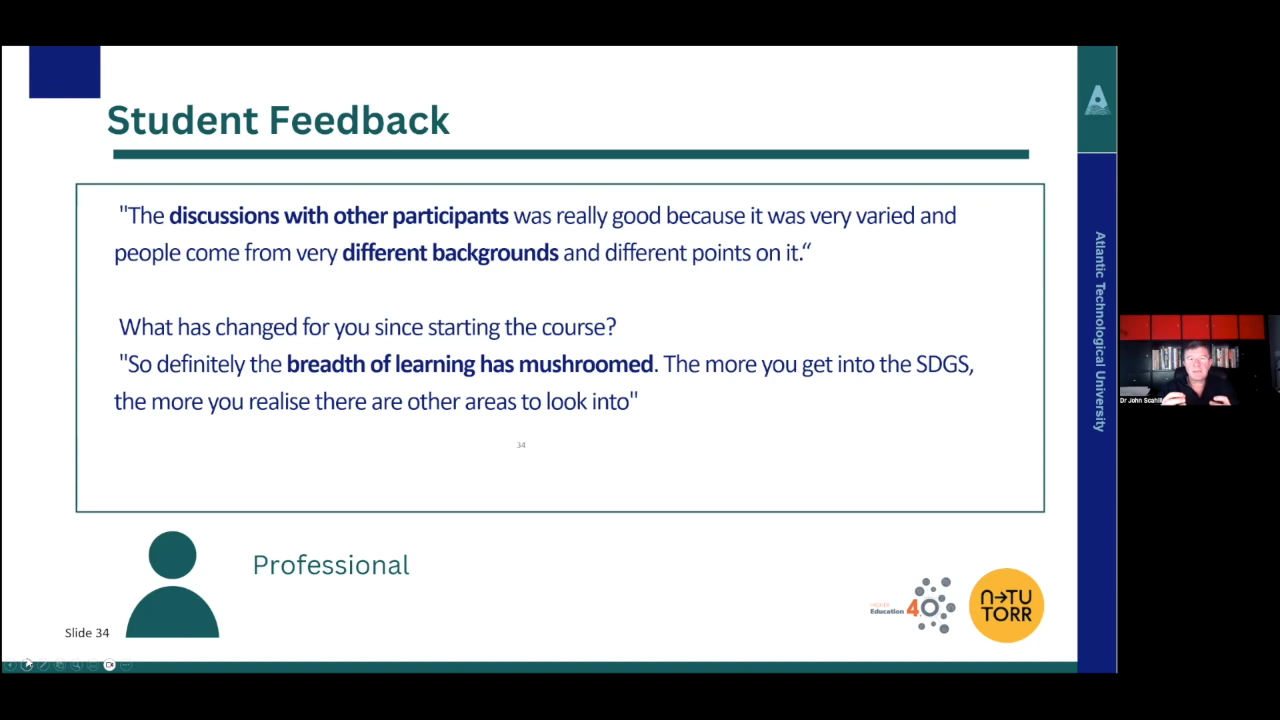 Student Feedback
"The discussions with other participants was really good because it was very varied and
people come from very different backgrounds and different points on it.“
What has changed for you since starting the course?
"So definitely the breadth of learning has mushroomed. The more you get into the SDGS,
the more you realise there are other areas to look into"
34
Professional
Slide 34
HIGHER
Education 4.0
N→TU
TORR
Atlantic Technological University
Dr John Scahill